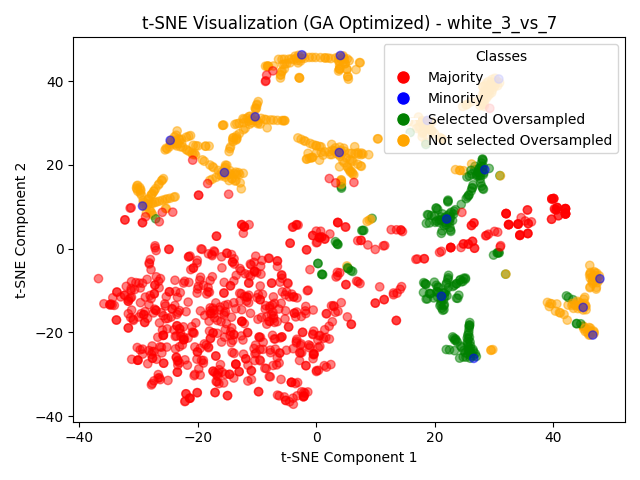 t-SNE Visualization (GA Optimized) - white_3_vs_7
Classes
Majority
Minority
Selected Oversampled
Not selected Oversampled
t-SNE Component 2
40
20
0
−20
−40
−40 −20 0 20 40
t-SNE Component 1